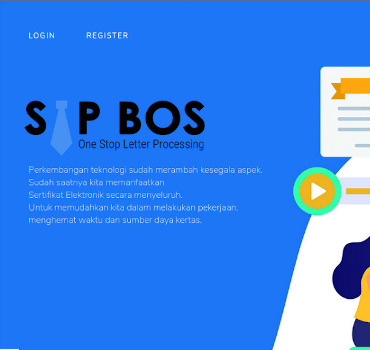 LOGIN REGISTER
SIAP BOS
One Stop Letter Processing
Perkembangan teknologi sudah merambah kesegala aspek.
Sudah saatnya kita memanfaatkan
Sertifikat Elektronik secara menyeluruh.
Untuk memudahkan kita dalam melakukan pekerjaan.
menghemat waktu dan sumber daya kertas.